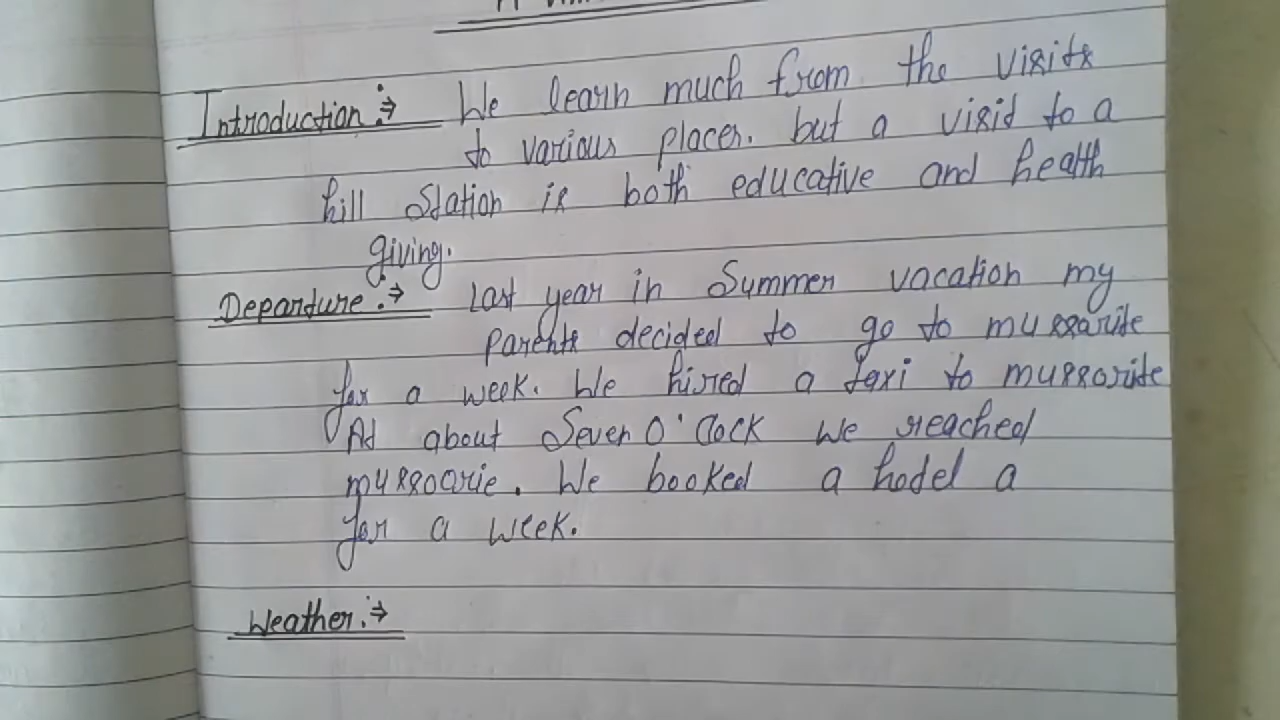 A
Introduction :→ We learn much from the visits
to various places. but a visit to a
hill station is both educative and health
giving.
Departure :→ Last year in Summer vacation my
parents decided to go to mussarite
for a week. We hired a taxi to mussorite
At about Seven O'Clock we reached
mussoorie. We booked a hotel a
for a week.
Weather :→